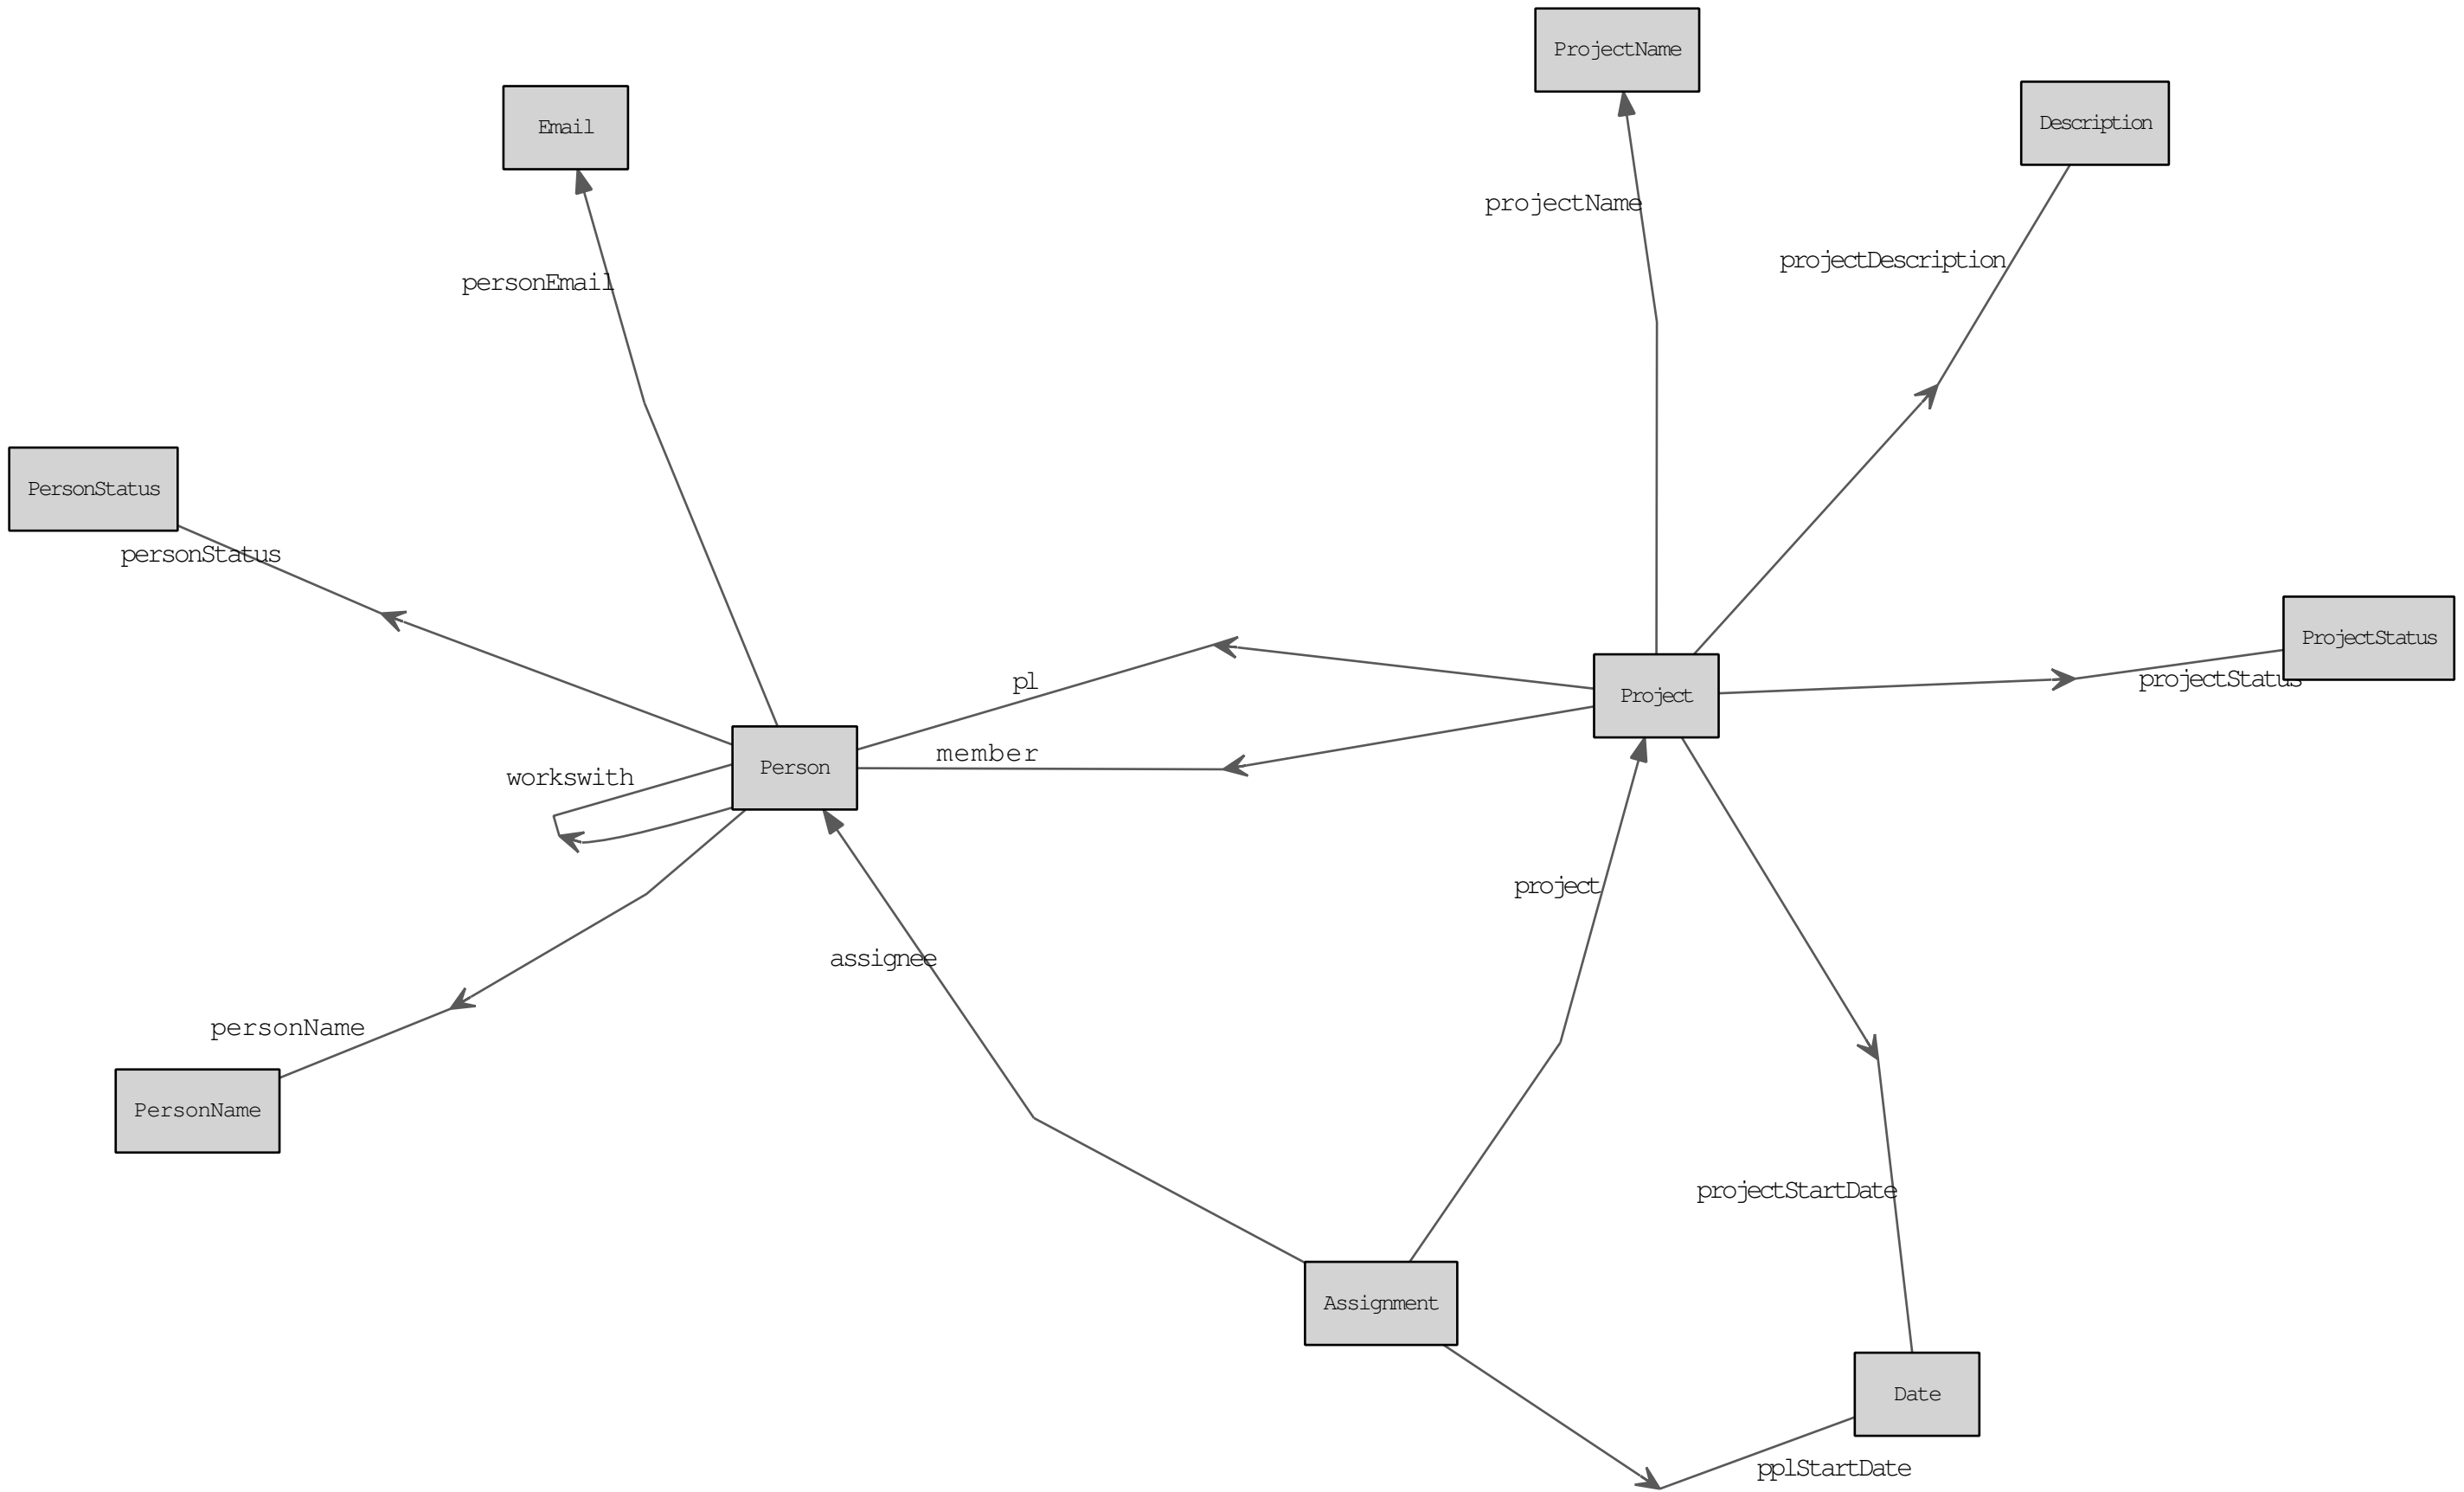 ProjectName
Email
Description
projectName
projectDescription
personEmail
PersonStatus
personStatus
ProjectStatus
pl
Project
projectStatus
member
Person
workswith
project
assignee
personName
PersonName
projectStartDate
Assignment
Date
pplStartDate